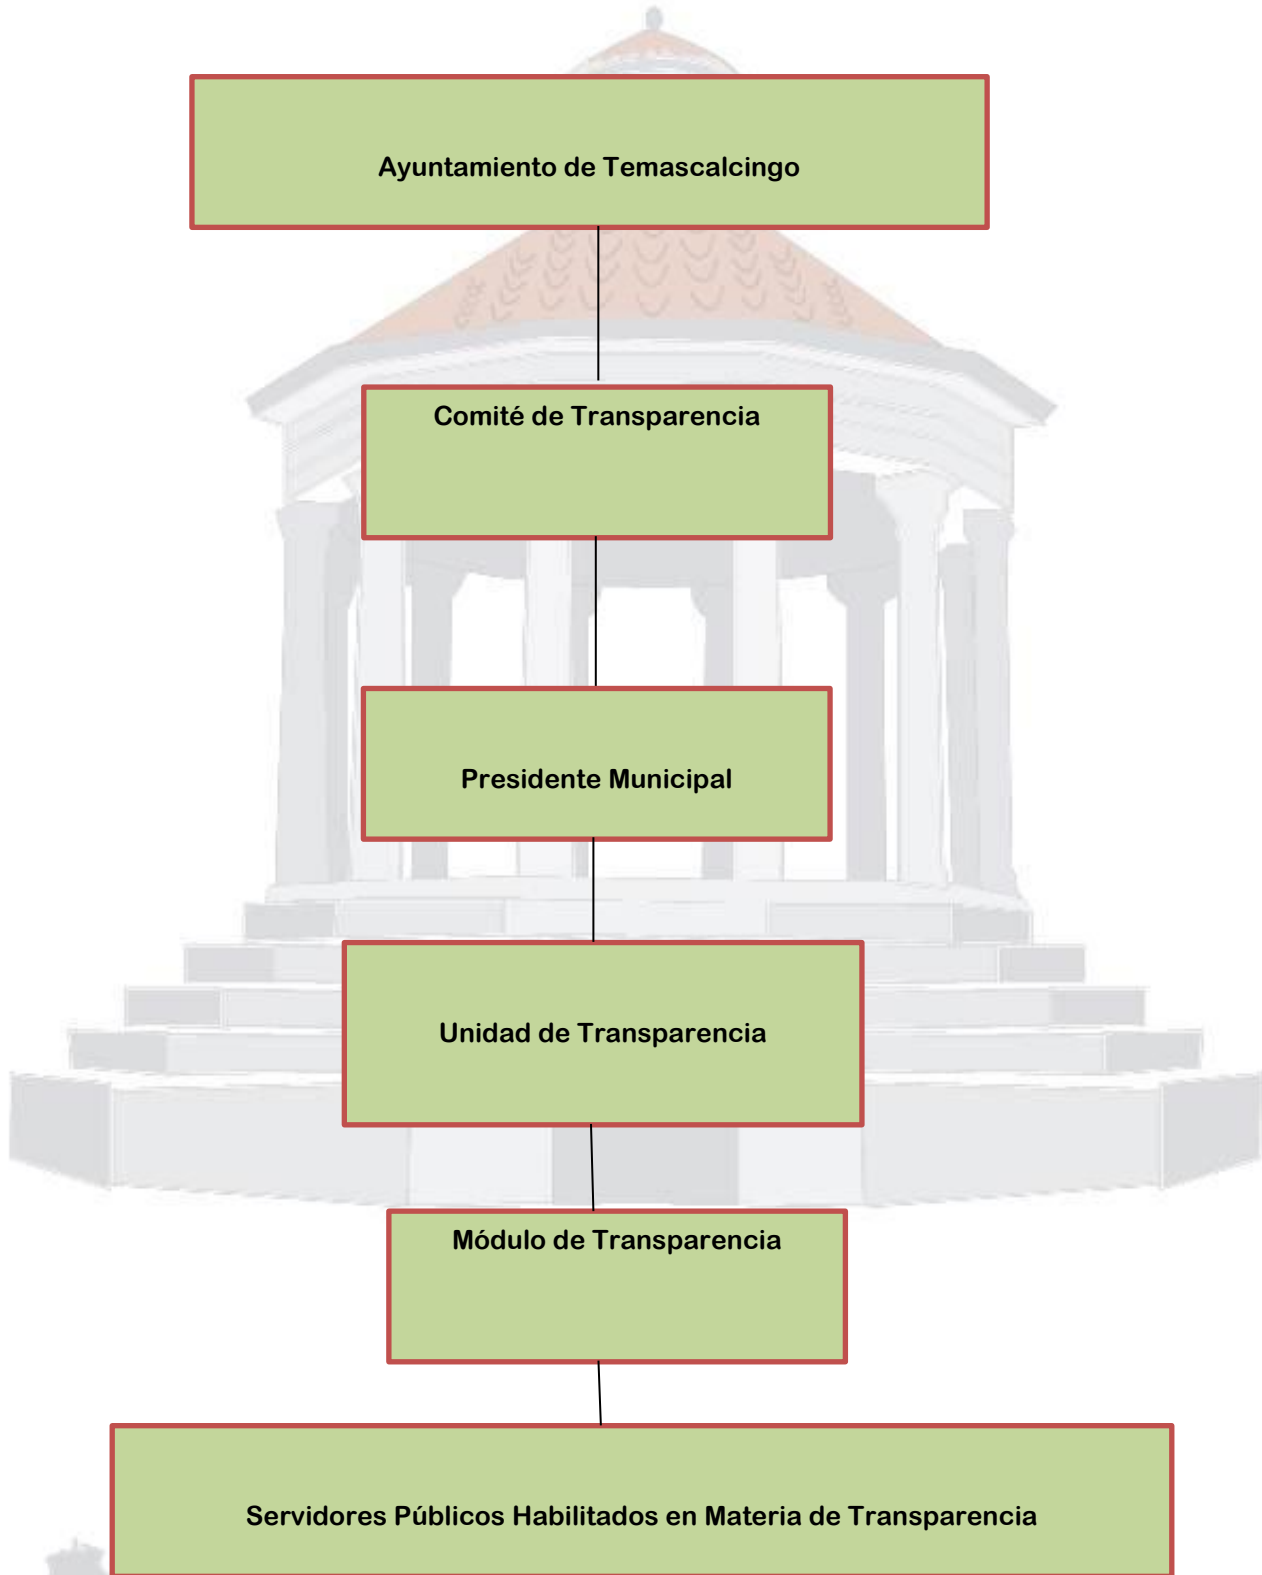 Ayuntamiento de Temascalcingo
Comité de Transparencia
Presidente Municipal
Unidad de Transparencia
Módulo de Transparencia
Servidores Públicos Habilitados en Materia de Transparencia